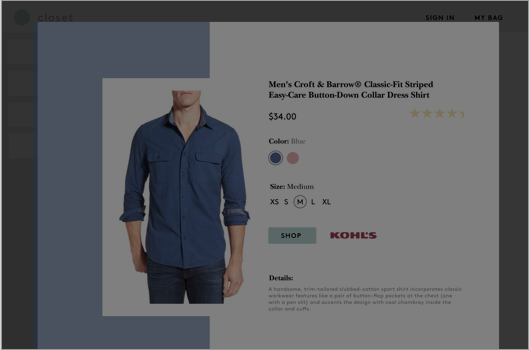 closet
SIGN IN MY BAG
Men's Croft & Barrow® Classic-Fit Striped
Easy-Care Button-Down Collar Dress Shirt
$34.00
Color: Blue
Size: Medium
XS S M L XL
SHOP KOHL'S
Details:
A handsome, trim-tailored slubbed-cotton sport shirt incorporates classic
workwear features like a pair of button-flap pockets at the chest (one
with a pen slit) and accents the design with cool chambray inside the
collar and cuffs.